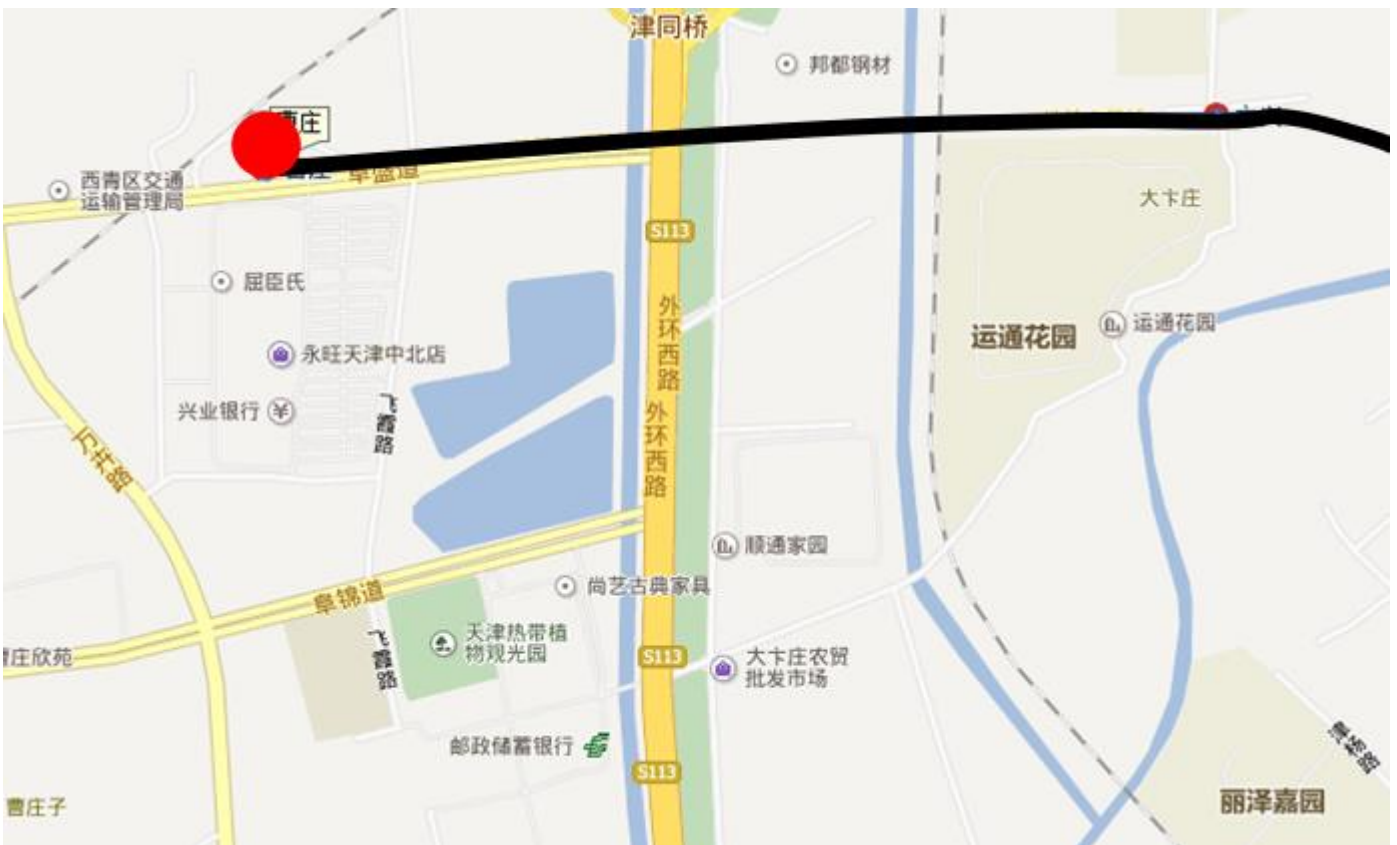 津同桥
邦都钢材
庄
阜盛道
西青区交通
运输管理局
大卞庄
S113
屈臣氏
外环西路
运通花园
运通花园
永旺天津中北店
兴业银行
飞霞路
外环西路
万卉路
顺通家园
尚艺古典家具
阜锦道
天津热带植
物观光园
飞霞路
庄欣苑
S113
大卞庄农贸
批发市场
邮政储蓄银行
津杨路
S113
丽泽嘉园
曹庄子